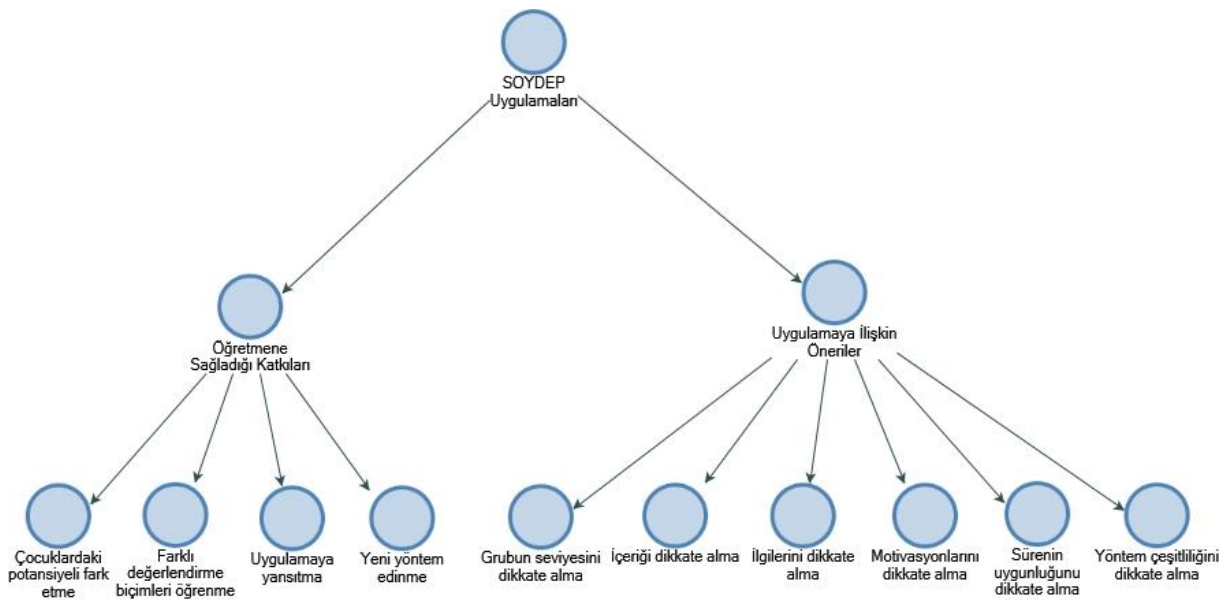 SOYDEP
Uygulamaları
Öğretmene
Sağladığı Katkıları
Uygulamaya İlişkin
Öneriler
Çocuklardaki
potansiyeli fark
etme
Farklı
değerlendirme
biçimleri öğrenme
Uygulamaya
yansıtma
Yeni yöntem
edinme
Grubun seviyesini
dikkate alma
İçeriği dikkate alma
İlgilerini dikkate
alma
Motivasyonlarını
dikkate alma
Sürenin
uygunluğunu
dikkate alma
Yöntem çeşitliliğini
dikkate alma